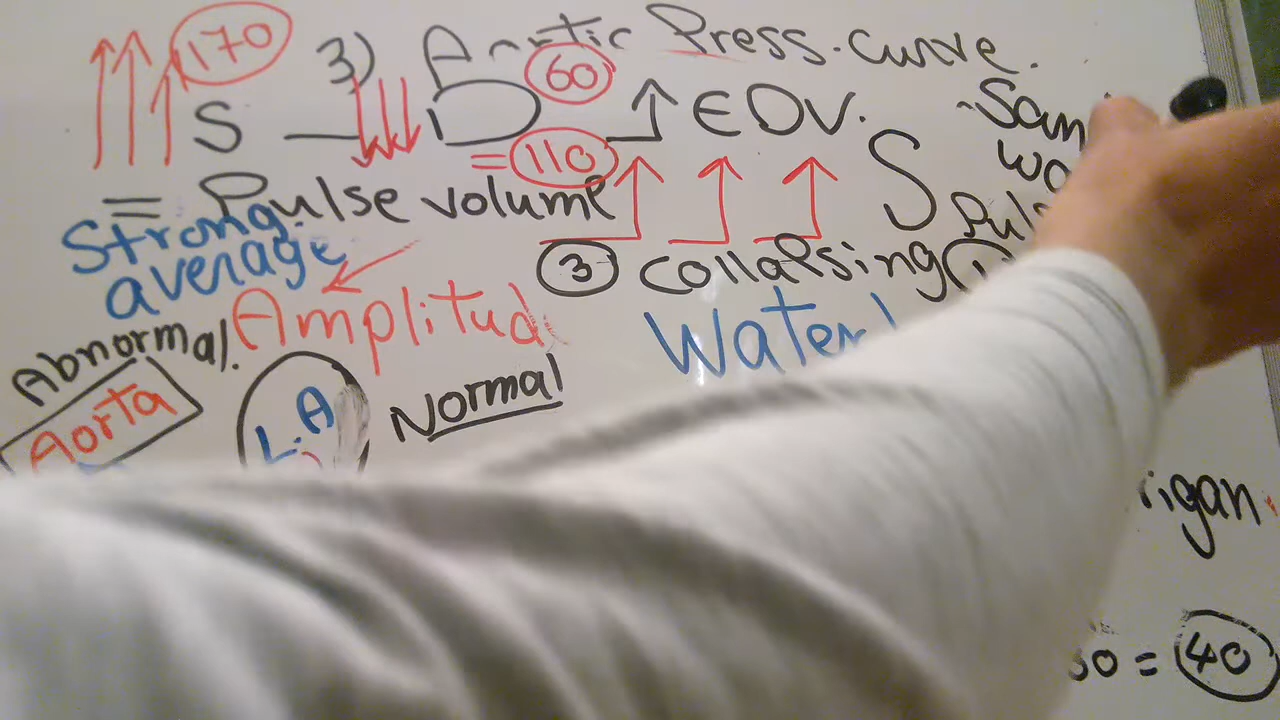 170 3) Aortic Press. curve.
S — D 60 EDV.
= 110
= Pulse volume
S
Strong average
③ collapsing ①
Amplitud
Water
Abnormal.
Aorta
L.A
Normal
rigan
= 40